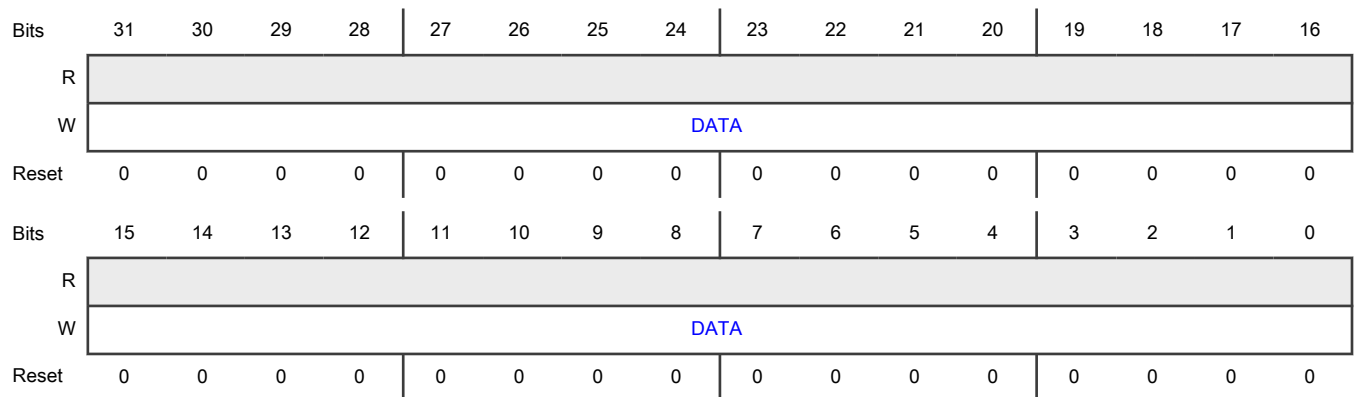 Bits 31 30 29 28 27 26 25 24 23 22 21 20 19 18 17 16
R
W DATA
Reset 0 0 0 0 0 0 0 0 0 0 0 0 0 0 0 0
Bits 15 14 13 12 11 10 9 8 7 6 5 4 3 2 1 0
R
W DATA
Reset 0 0 0 0 0 0 0 0 0 0 0 0 0 0 0 0